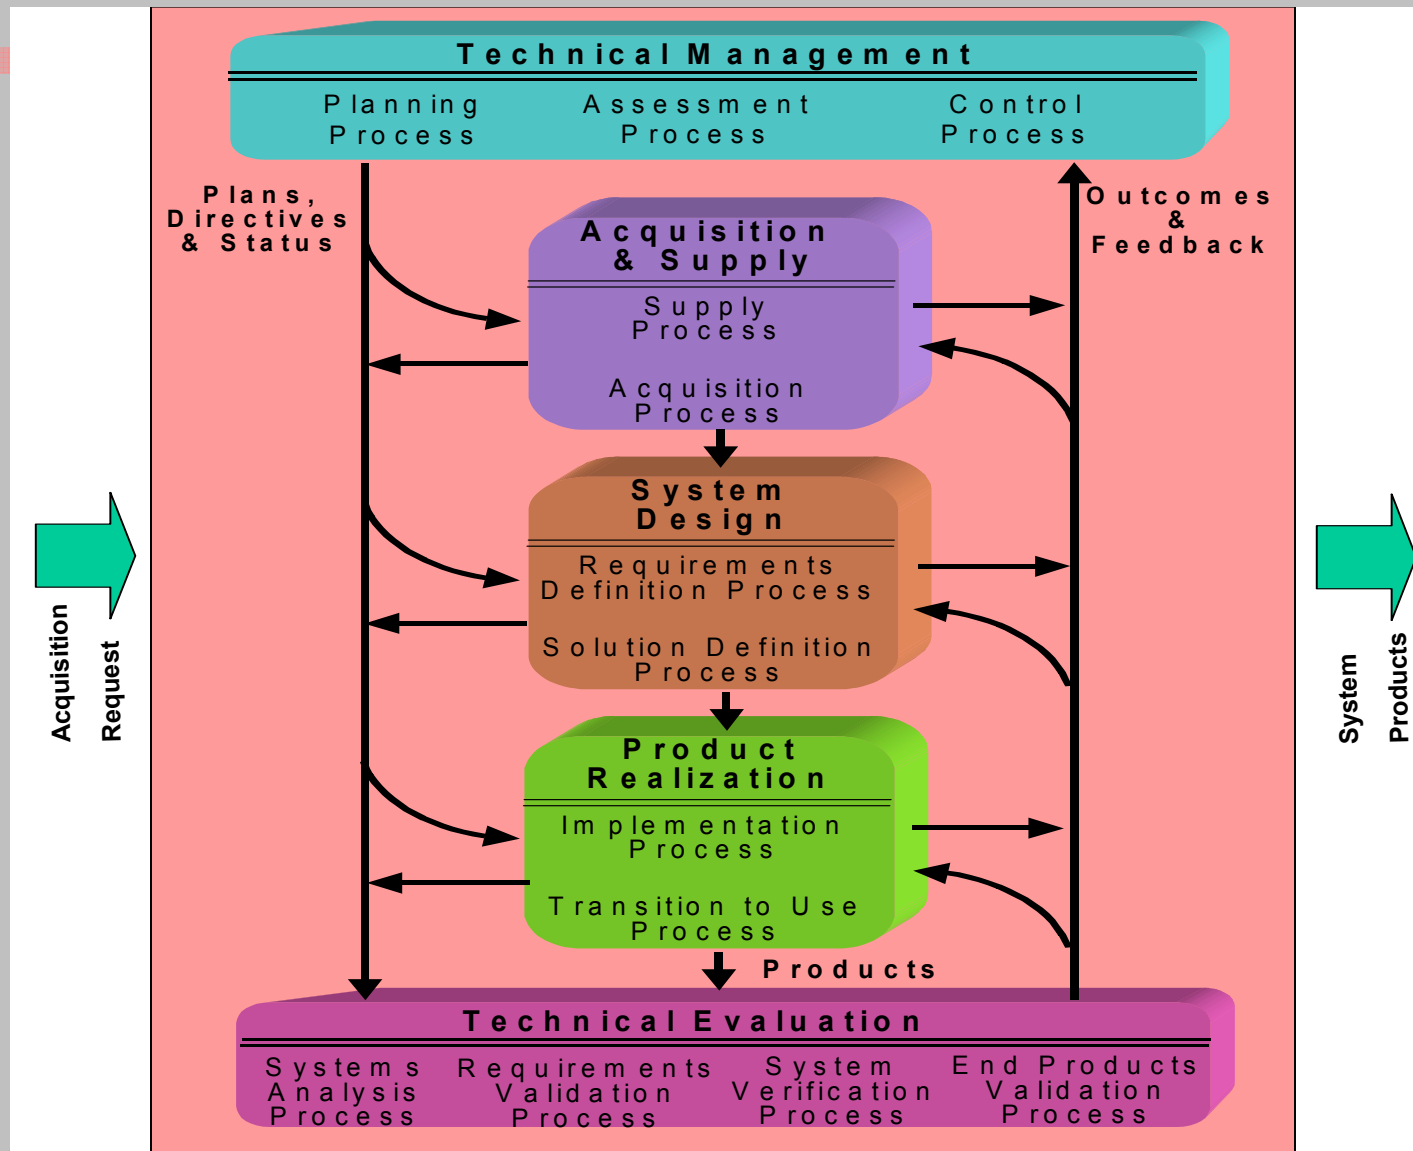 Technical Management
Planning
Process
Assessment
Process
Control
Process
Plans,
Directives
& Status
Outcomes
&
Feedback
Acquisition
& Supply
Supply
Process
Acquisition
Process
System
Design
Requirements
Definition Process
Solution Definition
Process
Acquisition
Request
System
Products
Product
Realization
Implementation
Process
Transition to Use
Process
Products
Technical Evaluation
Systems
Analysis
Process
Requirements
Validation
Process
System
Verification
Process
End Products
Validation
Process